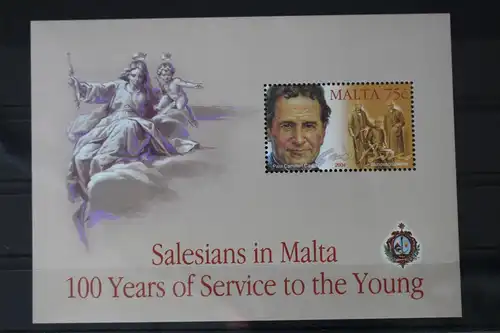 MALTA 75c
2004
Salesians in Malta
100 Years of Service to the Young